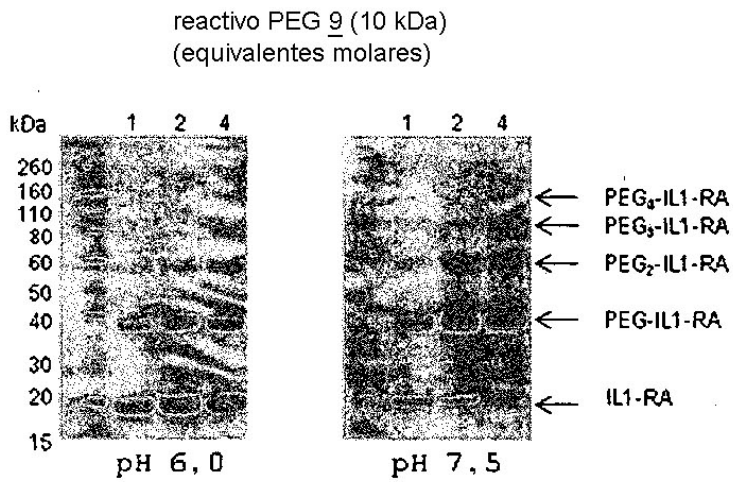 reactivo PEG 9 (10 kDa)
(equivalentes molares)
kDa 1 2 4 1 2 4
260
160
110
80
60
50
40
30
20
15
PEG₄-IL1-RA
PEG₃-IL1-RA
PEG₂-IL1-RA
PEG-IL1-RA
IL1-RA
pH 6,0 pH 7,5